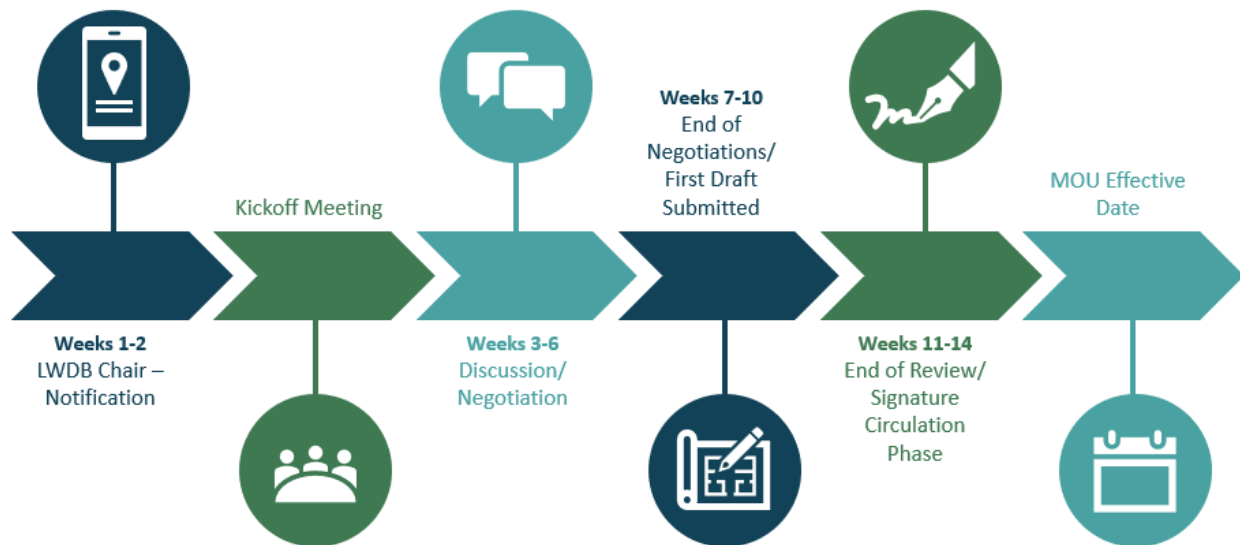 Weeks 1-2
LWDB Chair –
Notification
Kickoff Meeting
Weeks 3-6
Discussion/
Negotiation
Weeks 7-10
End of
Negotiations/
First Draft
Submitted
Weeks 11-14
End of Review/
Signature
Circulation
Phase
MOU Effective
Date